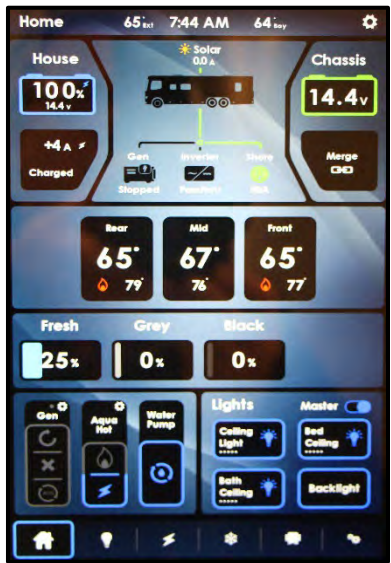 Home 65° Ext 7:44 AM 64° Bay
House
Solar
0.0 A
Chassis
100%
14.4 v
14.4v
+4 A
Charged
Gen
Inverter
Shore
Stopped
Merge
Rear
Mid
Front
65°
67°
65°
79°
76°
77°
Fresh
Grey
Black
25%
0%
0%
Gen
Aqua Hot
Water Pump
Lights
Master
Ceiling Light
Bed Ceiling
Bath Ceiling
Backlight